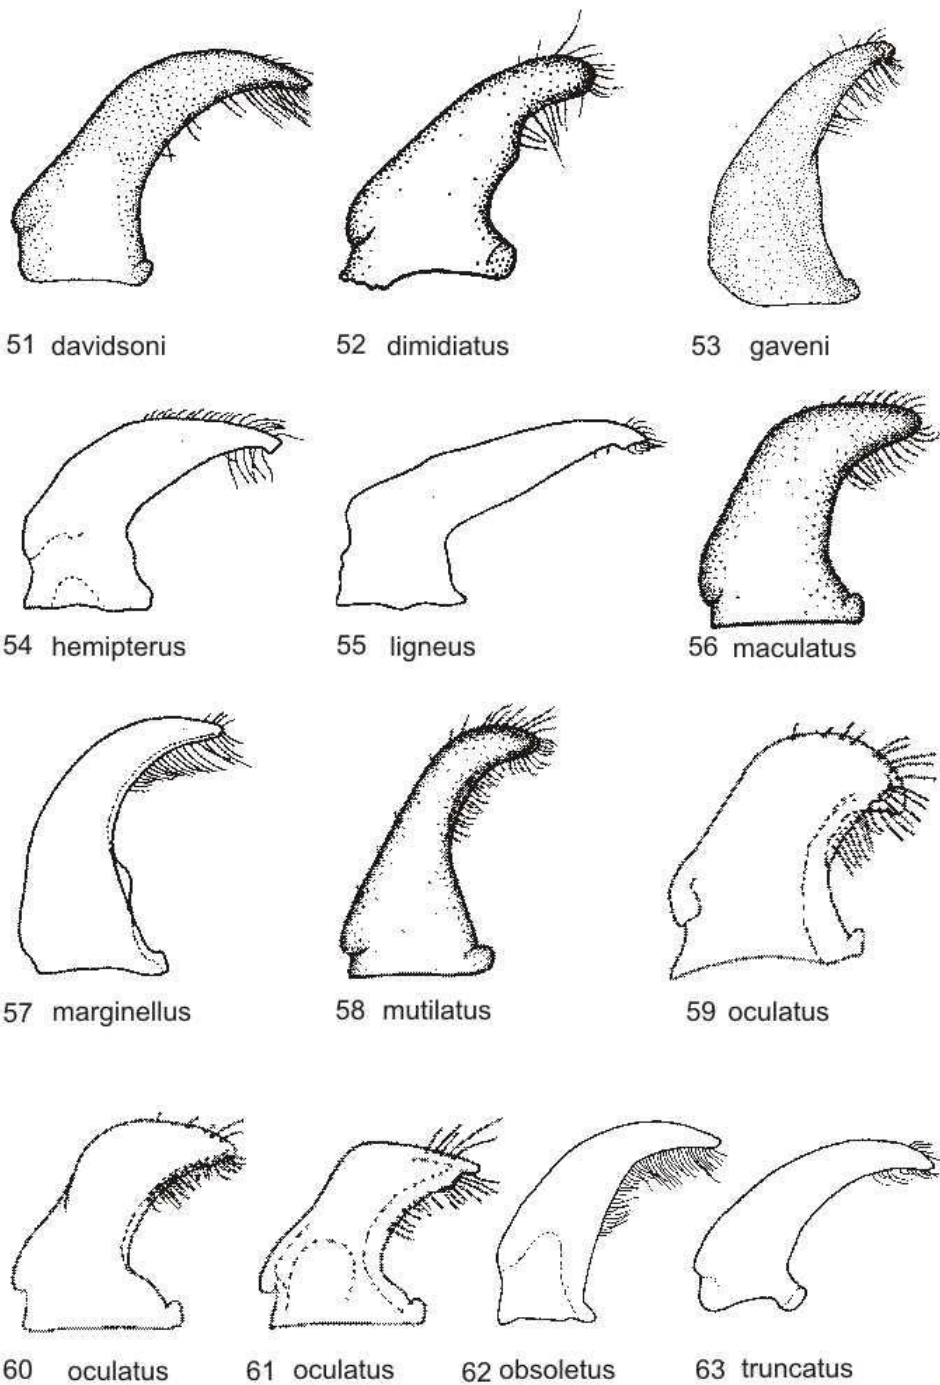 51 davidsoni
52 dimidiatus
53 gaveni
54 hemipterus
55 ligneus
56 maculatus
57 marginellus
58 mutilatus
59 oculatus
60 oculatus
61 oculatus
62 obsoletus
63 truncatus